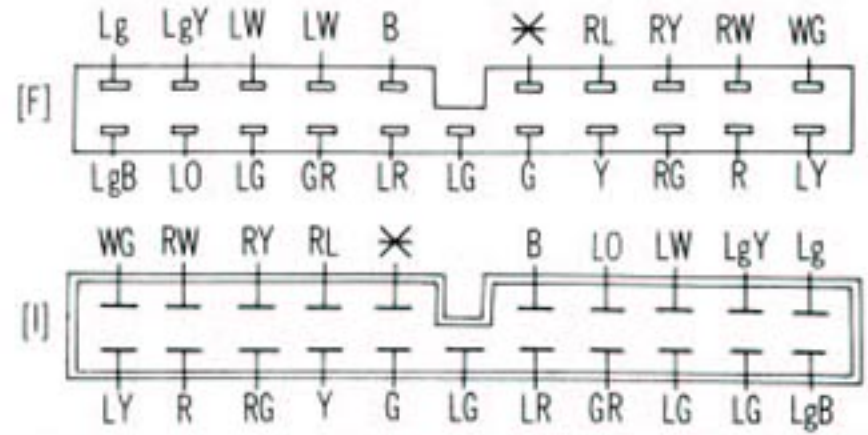 Lg LgY LW LW B ✳ RL RY RW WG
[F]
LgB LO LG GR LR LG G Y RG R LY
WG RW RY RL ✳ B LO LW LgY Lg
[I]
LY R RG Y G LG LR GR LG LG LgB